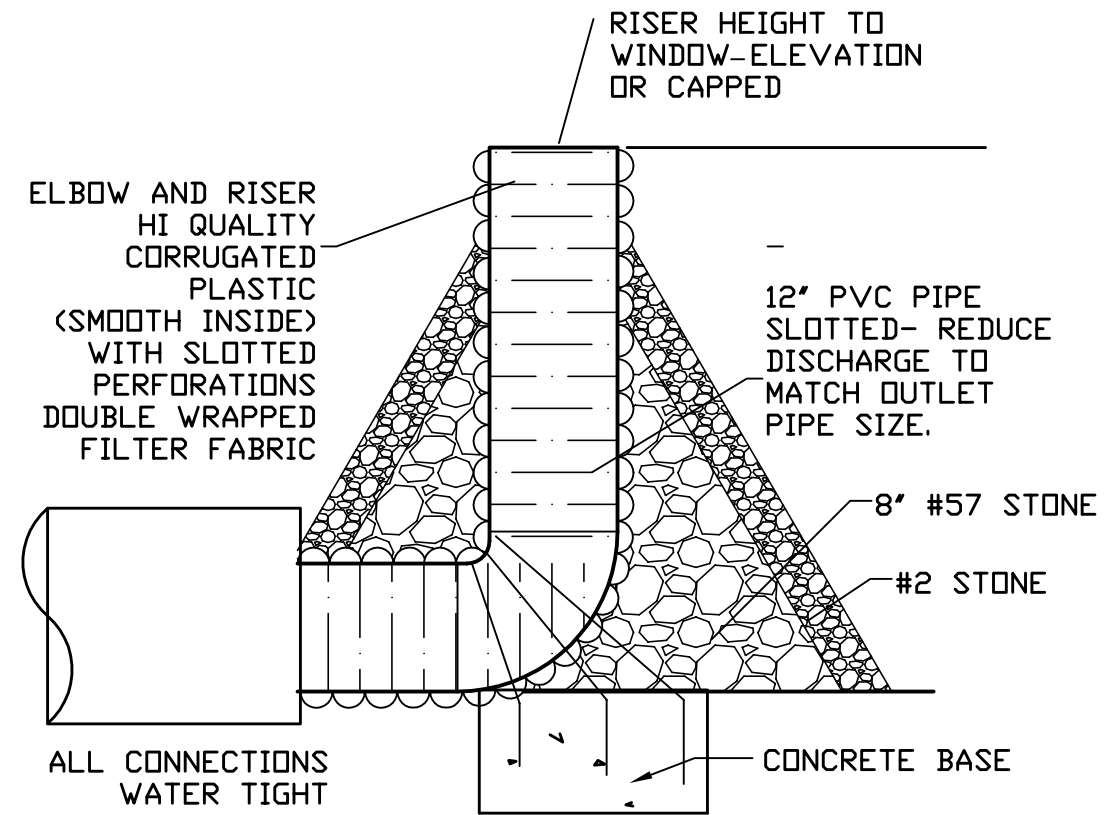 RISER HEIGHT TO
WINDOW-ELEVATION
OR CAPPED
ELBOW AND RISER
HI QUALITY
CORRUGATED
PLASTIC
(SMOOTH INSIDE)
WITH SLOTTED
PERFORATIONS
DOUBLE WRAPPED
FILTER FABRIC
12" PVC PIPE
SLOTTED- REDUCE
DISCHARGE TO
MATCH OUTLET
PIPE SIZE.
8" #57 STONE
#2 STONE
ALL CONNECTIONS
WATER TIGHT
CONCRETE BASE